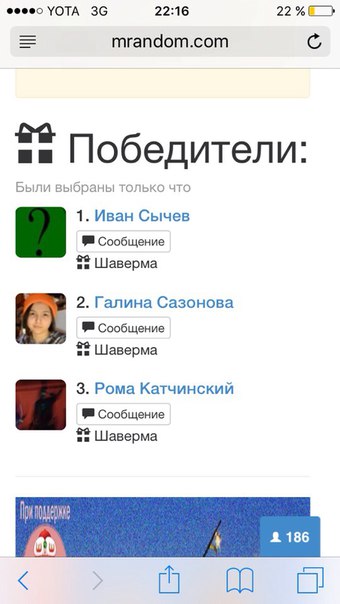 YOTA 3G 22:16 22 %
mrandom.com
Победители:
Были выбраны только что
1. Иван Сычев
Сообщение
Шаверма
2. Галина Сазонова
Сообщение
Шаверма
3. Рома Катчинский
Сообщение
Шаверма
При поддержке
186